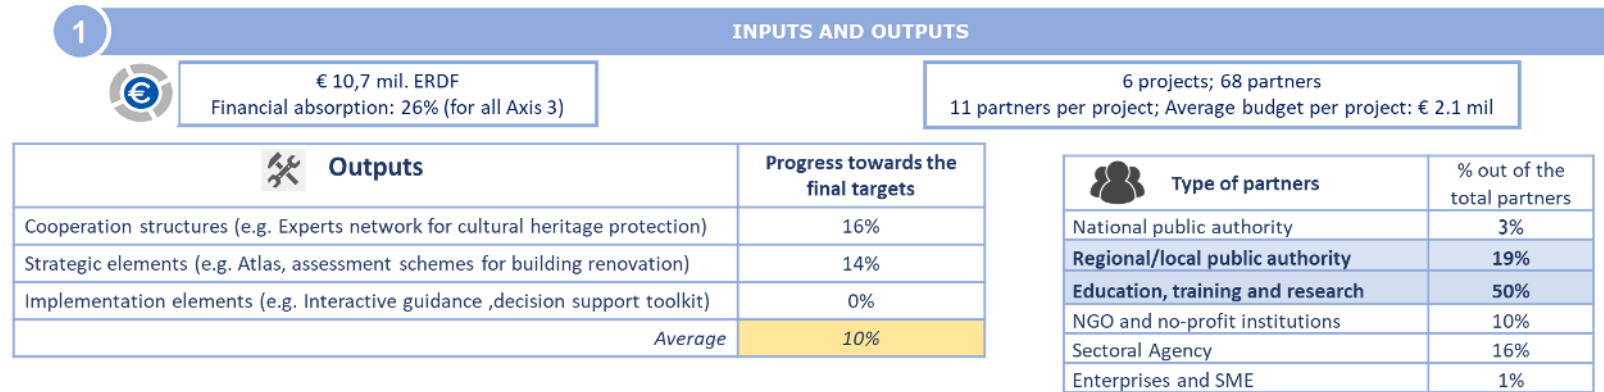 1
INPUTS AND OUTPUTS
€
€ 10,7 mil. ERDF
Financial absorption: 26% (for all Axis 3)
6 projects; 68 partners
11 partners per project; Average budget per project: € 2.1 mil
Outputs
Progress towards the
final targets
Cooperation structures (e.g. Experts network for cultural heritage protection) 16%
Strategic elements (e.g. Atlas, assessment schemes for building renovation) 14%
Implementation elements (e.g. Interactive guidance ,decision support toolkit) 0%
Average 10%
Type of partners
% out of the
total partners
National public authority 3%
Regional/local public authority 19%
Education, training and research 50%
NGO and no-profit institutions 10%
Sectoral Agency 16%
Enterprises and SME 1%